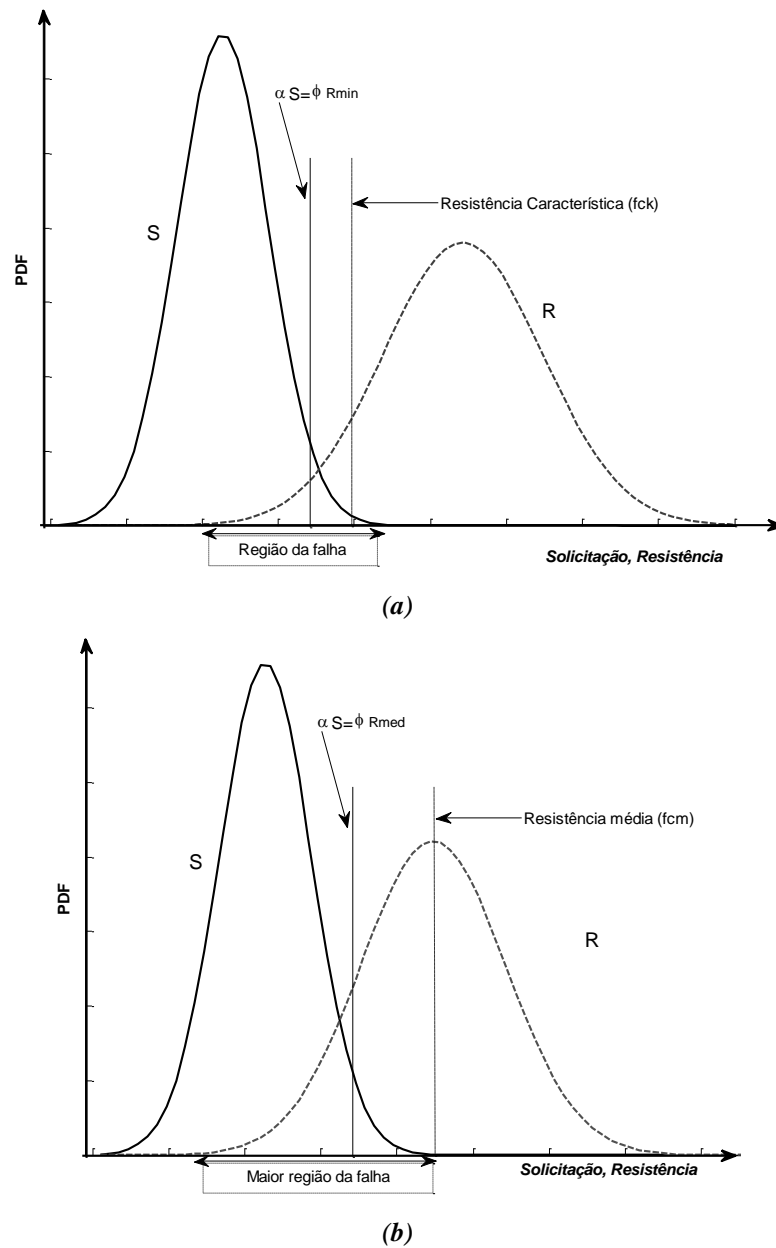 α S=ϕ Rmin
Resistência Característica (fck)
S
PDF
R
Região da falha
Solicitação, Resistência
(a)
α S=ϕ Rmed
Resistência média (fcm)
S
PDF
R
Maior região da falha
Solicitação, Resistência
(b)